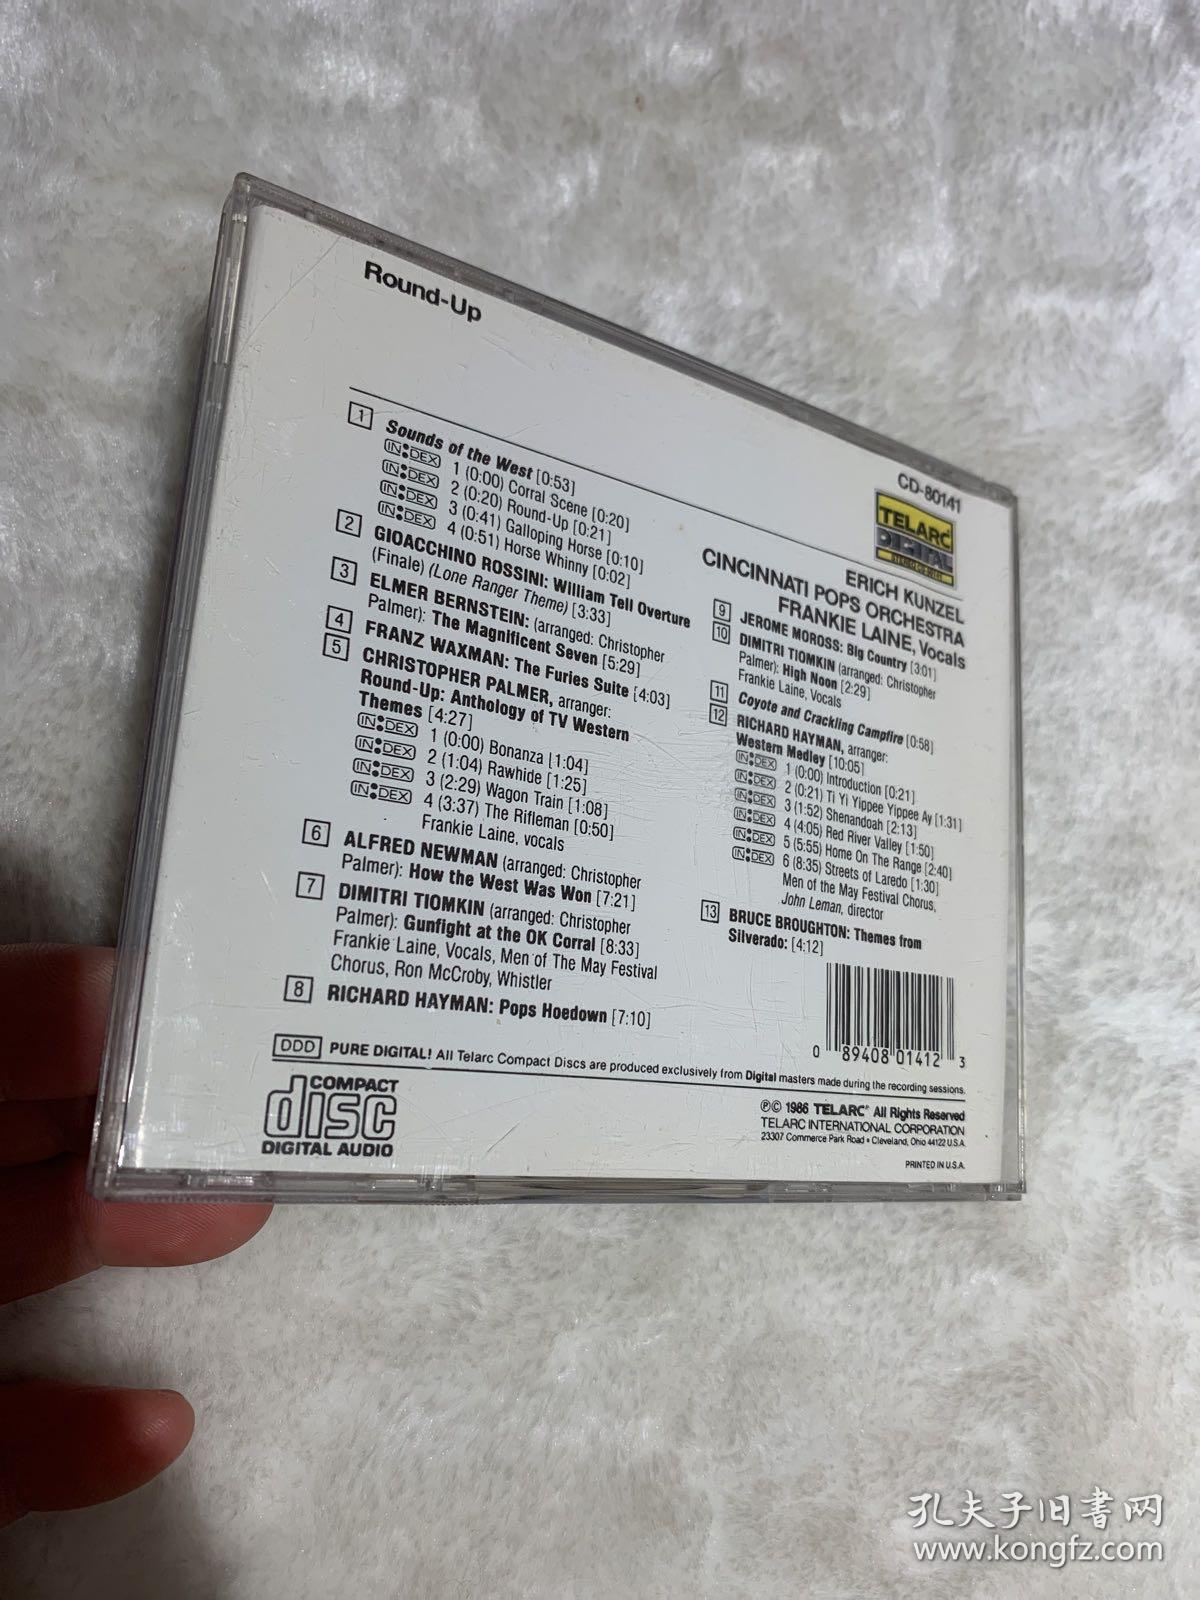 Round-Up
1 Sounds of the West [0:53]
IN:DEX 1 (0:00) Corral Scene [0:20]
IN:DEX 2 (0:20) Round-Up [0:21]
IN:DEX 3 (0:41) Galloping Horse [0:10]
IN:DEX 4 (0:51) Horse Whinny [0:02]
2 GIOACCHINO ROSSINI: William Tell Overture
(Finale) (Lone Ranger Theme) [3:33]
3 ELMER BERNSTEIN: (arranged: Christopher
Palmer): The Magnificent Seven [5:29]
4 FRANZ WAXMAN: The Furies Suite [4:03]
5 CHRISTOPHER PALMER, arranger:
Round-Up: Anthology of TV Western
Themes [4:27]
IN:DEX 1 (0:00) Bonanza [1:04]
IN:DEX 2 (1:04) Rawhide [1:25]
IN:DEX 3 (2:29) Wagon Train [1:08]
IN:DEX 4 (3:37) The Rifleman [0:50]
Frankie Laine, vocals
6 ALFRED NEWMAN (arranged: Christopher
Palmer): How the West Was Won [7:21]
7 DIMITRI TIOMKIN (arranged: Christopher
Palmer): Gunfight at the OK Corral [8:33]
Frankie Laine, Vocals, Men of The May Festival
Chorus, Ron McCroby, Whistler
8 RICHARD HAYMAN: Pops Hoedown [7:10]
CD-80141
TELARC
DIGITAL
ERICH KUNZEL
CINCINNATI POPS ORCHESTRA
FRANKIE LAINE, Vocals
9 JEROME MOROSS: Big Country [3:01]
10 DIMITRI TIOMKIN (arranged: Christopher
Palmer): High Noon [2:29]
Frankie Laine, Vocals
11 Coyote and Crackling Campfire [0:58]
12 RICHARD HAYMAN, arranger:
Western Medley [10:05]
IN:DEX 1 (0:00) Introduction [0:21]
IN:DEX 2 (0:21) Ti Yi Yippee Yippee Ay [1:31]
IN:DEX 3 (1:52) Shenandoah [2:13]
IN:DEX 4 (4:05) Red River Valley [1:50]
IN:DEX 5 (5:55) Home On The Range [2:40]
IN:DEX 6 (8:35) Streets of Laredo [1:30]
Men of the May Festival Chorus,
John Leman, director
13 BRUCE BROUGHTON: Themes from
Silverado: [4:12]
0 89408 01412 3
DDD PURE DIGITAL! All Telarc Compact Discs are produced exclusively from Digital masters made during the recording sessions.
COMPACT
disc
DIGITAL AUDIO
℗© 1986 TELARC® All Rights Reserved
TELARC INTERNATIONAL CORPORATION
23307 Commerce Park Road • Cleveland, Ohio 44122 U.S.A.
PRINTED IN U.S.A.
孔夫子旧书网
www.kongfz.com